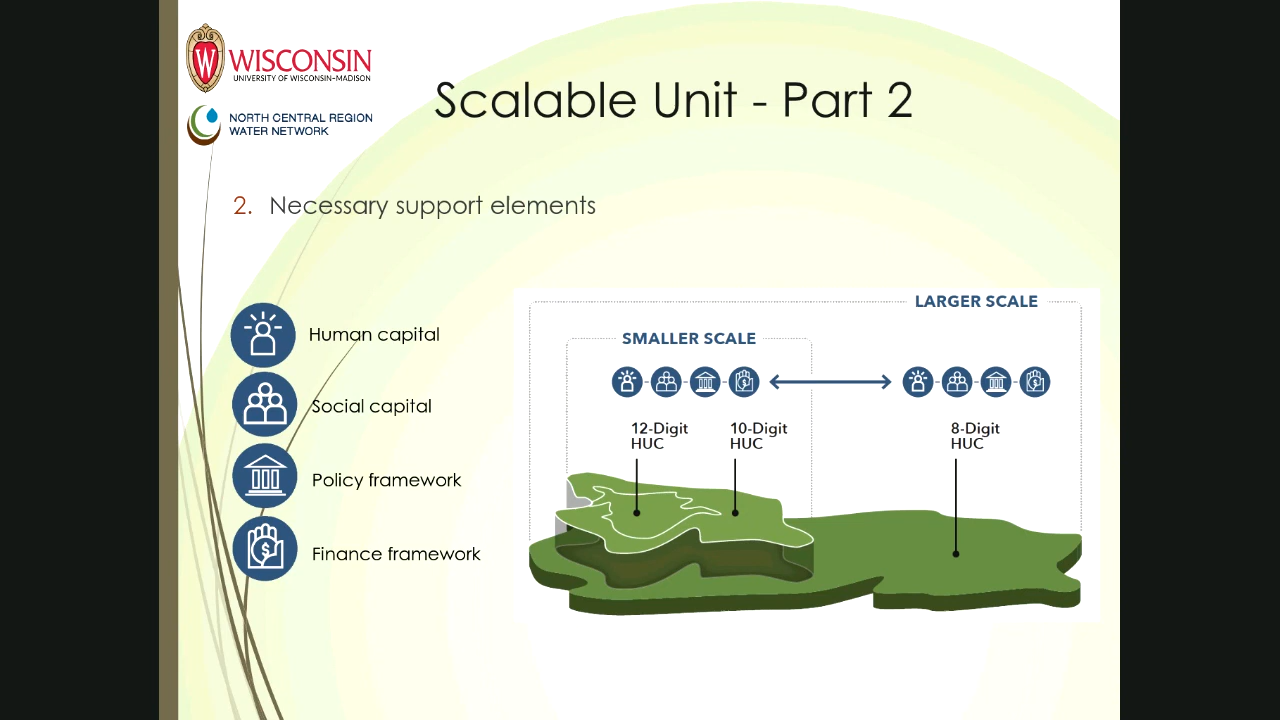 WISCONSIN
UNIVERSITY OF WISCONSIN–MADISON
NORTH CENTRAL REGION
WATER NETWORK
Scalable Unit - Part 2
2. Necessary support elements
Human capital
Social capital
Policy framework
Finance framework
LARGER SCALE
SMALLER SCALE
12-Digit
HUC
10-Digit
HUC
8-Digit
HUC